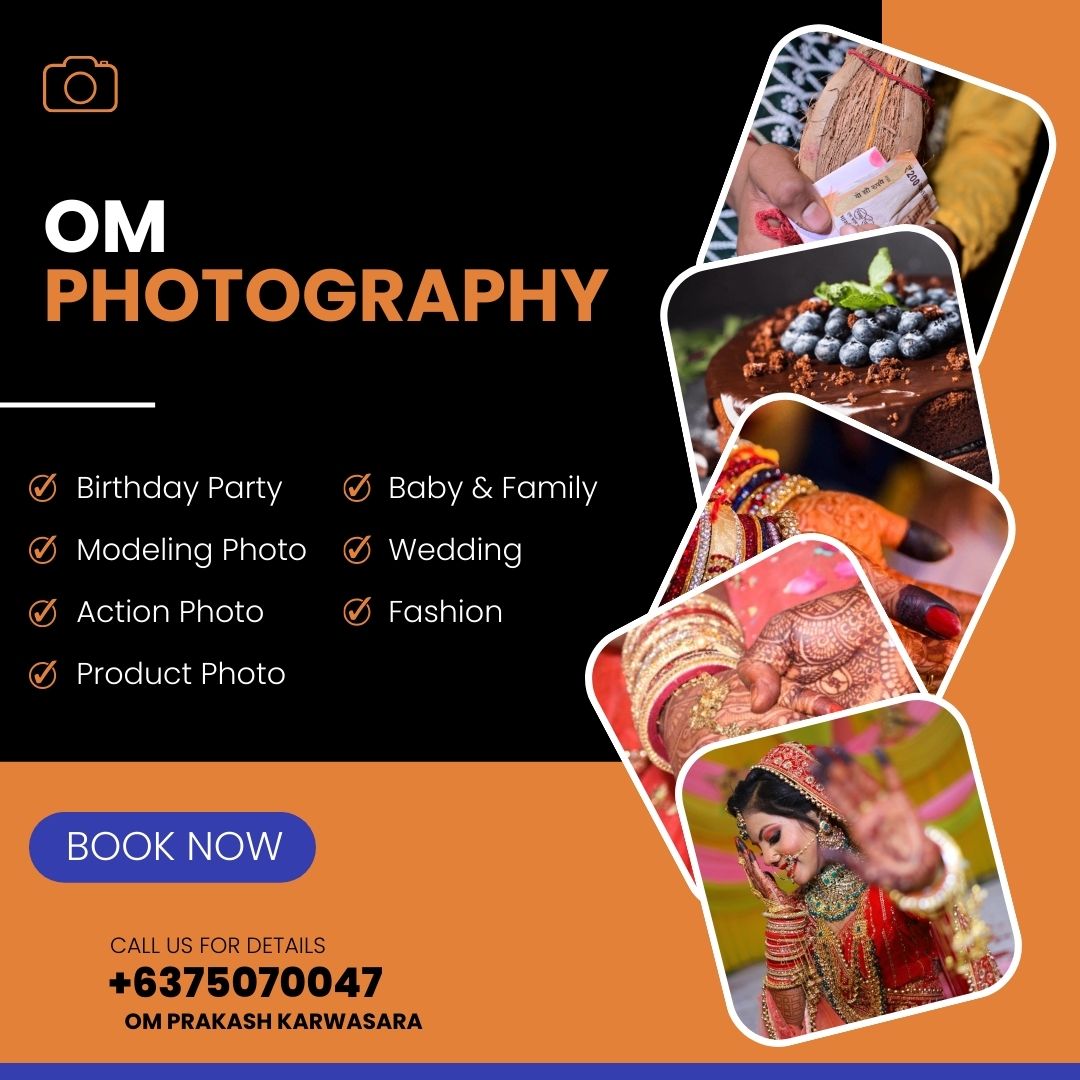 OM
PHOTOGRAPHY
Birthday Party
Modeling Photo
Action Photo
Product Photo
Baby & Family
Wedding
Fashion
₹200
BOOK NOW
CALL US FOR DETAILS
+6375070047
OM PRAKASH KARWASARA